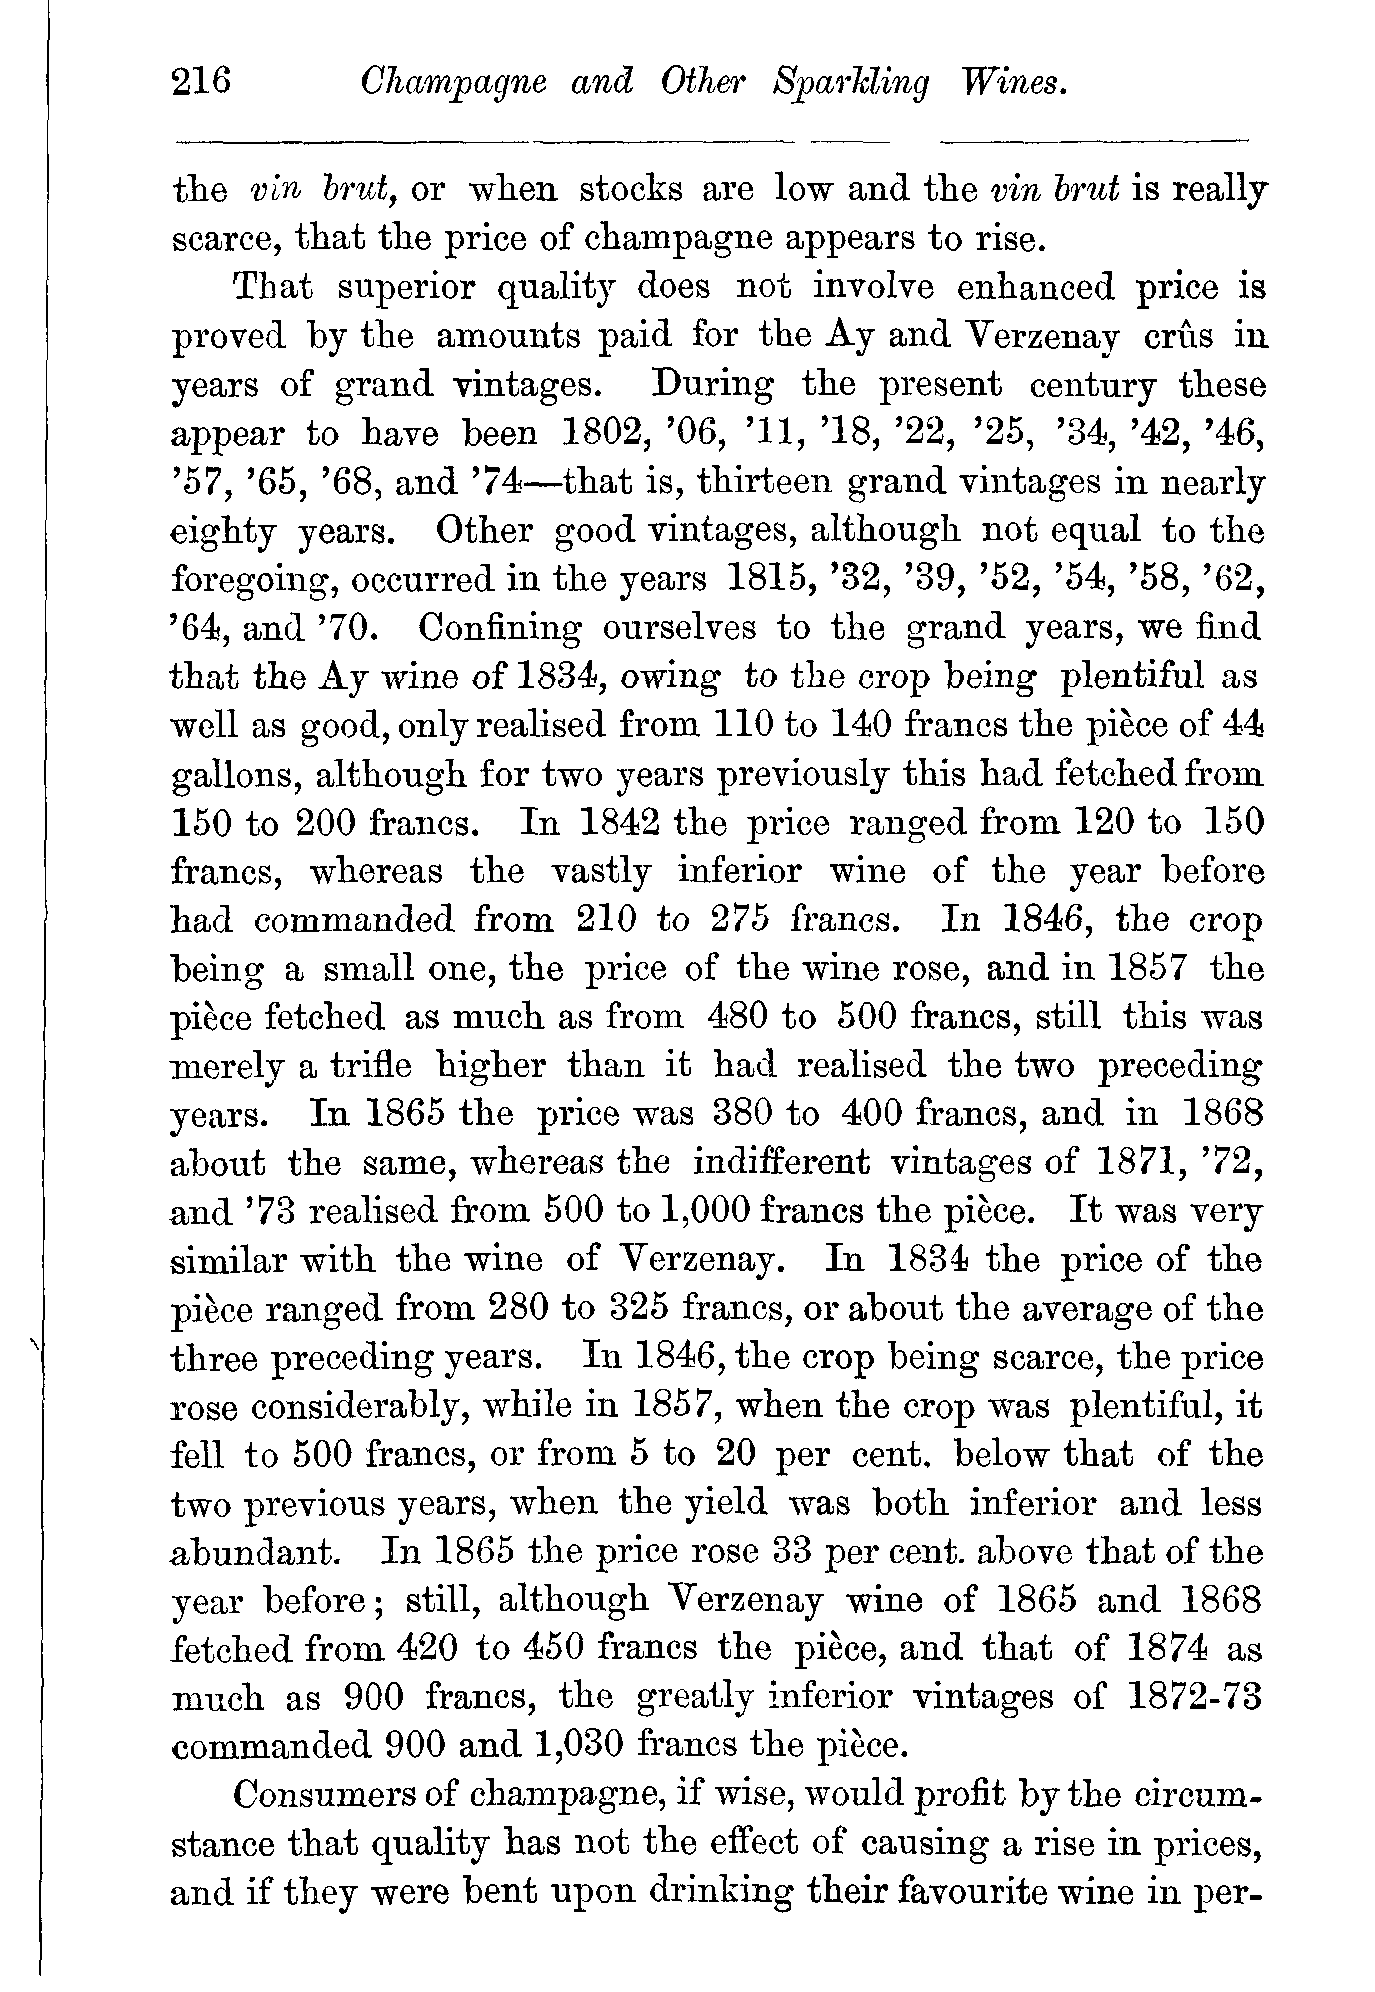 216 Champagne and Other Sparkling Wines.
the vin brut, or when stocks are low and the vin brut is really
scarce, that the price of champagne appears to rise.
That superior quality does not involve enhanced price is
proved by the amounts paid for the Ay and Verzenay crûs in
years of grand vintages. During the present century these
appear to have been 1802, ’06, ’11, ’18, ’22, ’25, ’34, ’42, ’46,
’57, ’65, ’68, and ’74—that is, thirteen grand vintages in nearly
eighty years. Other good vintages, although not equal to the
foregoing, occurred in the years 1815, ’32, ’39, ’52, ’54, ’58, ’62,
’64, and ’70. Confining ourselves to the grand years, we find
that the Ay wine of 1834, owing to the crop being plentiful as
well as good, only realised from 110 to 140 francs the pièce of 44
gallons, although for two years previously this had fetched from
150 to 200 francs. In 1842 the price ranged from 120 to 150
francs, whereas the vastly inferior wine of the year before
had commanded from 210 to 275 francs. In 1846, the crop
being a small one, the price of the wine rose, and in 1857 the
pièce fetched as much as from 480 to 500 francs, still this was
merely a trifle higher than it had realised the two preceding
years. In 1865 the price was 380 to 400 francs, and in 1868
about the same, whereas the indifferent vintages of 1871, ’72,
and ’73 realised from 500 to 1,000 francs the pièce. It was very
similar with the wine of Verzenay. In 1834 the price of the
pièce ranged from 280 to 325 francs, or about the average of the
three preceding years. In 1846, the crop being scarce, the price
rose considerably, while in 1857, when the crop was plentiful, it
fell to 500 francs, or from 5 to 20 per cent. below that of the
two previous years, when the yield was both inferior and less
abundant. In 1865 the price rose 33 per cent. above that of the
year before; still, although Verzenay wine of 1865 and 1868
fetched from 420 to 450 francs the pièce, and that of 1874 as
much as 900 francs, the greatly inferior vintages of 1872-73
commanded 900 and 1,030 francs the pièce.
Consumers of champagne, if wise, would profit by the circum-
stance that quality has not the effect of causing a rise in prices,
and if they were bent upon drinking their favourite wine in per-